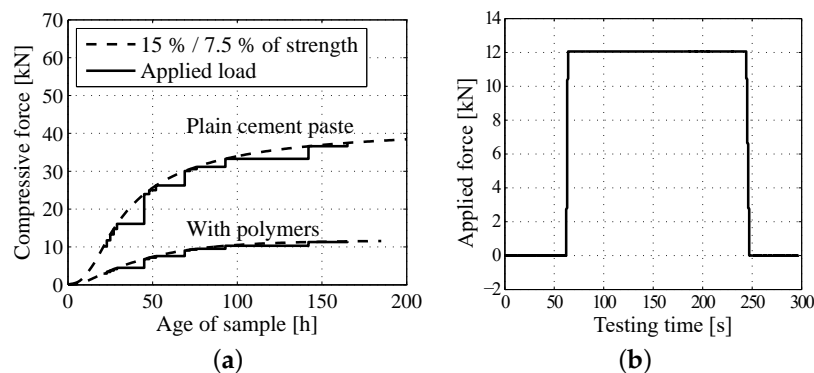 70
60
50
40
30
20
10
0
Compressive force [kN]
15 % / 7.5 % of strength
Applied load
Plain cement paste
With polymers
0 50 100 150 200
Age of sample [h]
(a)
14
12
10
8
6
4
2
0
−2
Applied force [kN]
0 50 100 150 200 250 300
Testing time [s]
(b)